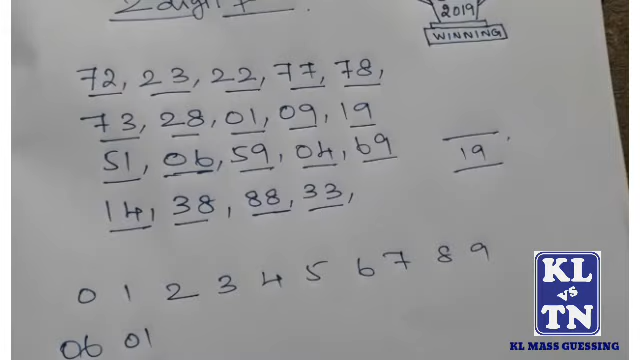 2 digit
2019
WINNING
72, 23, 22, 77, 78,
73, 28, 01, 09, 19
51, 06, 59, 04, 69
19
14, 38, 88, 33,
0 1 2 3 4 5 6 7 8 9
06 01
KL
vs
TN
KL MASS GUESSING